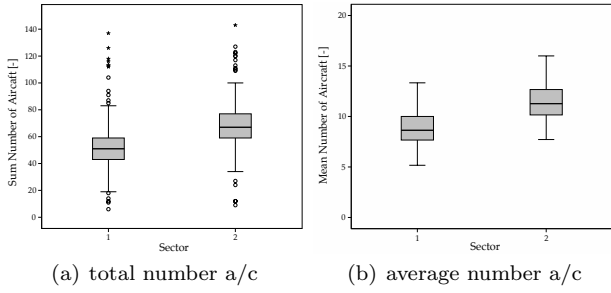 Sum Number of Aircaft [-]
140
120
100
80
60
40
20
0
1
2
Sector
(a) total number a/c
Mean Number of Aircraft [-]
20
15
10
5
0
1
2
Sector
(b) average number a/c